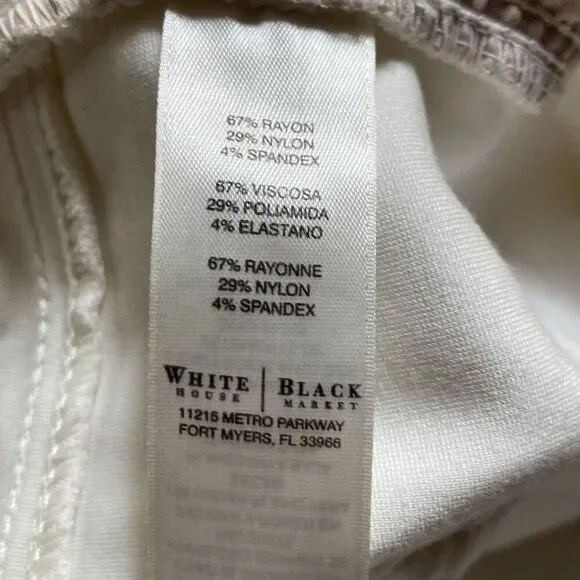 67% RAYON
29% NYLON
4% SPANDEX
67% VISCOSA
29% POLIAMIDA
4% ELASTANO
67% RAYONNE
29% NYLON
4% SPANDEX
WHITE | BLACK
HOUSE | MARKET
11215 METRO PARKWAY
FORT MYERS, FL 33966